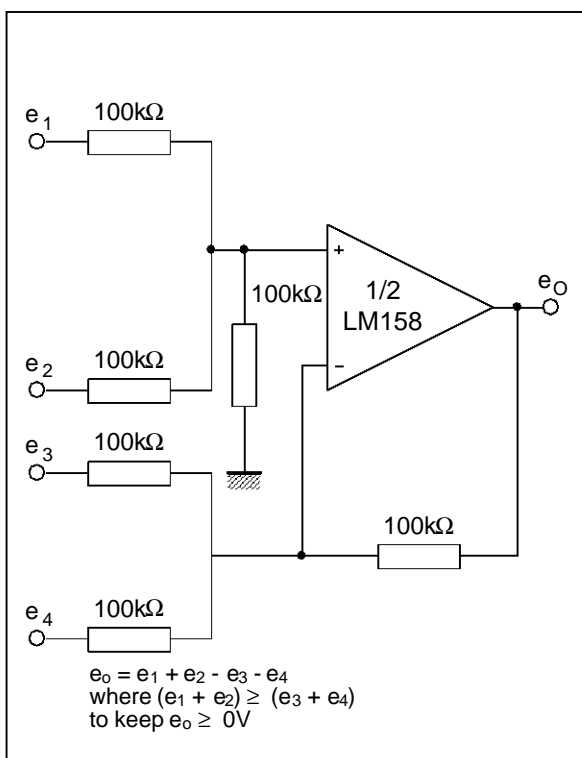 e1
100kΩ
100kΩ
1/2
LM158
+
-
eO
e2
100kΩ
e3
100kΩ
100kΩ
e4
100kΩ
eo = e1 + e2 - e3 - e4
where (e1 + e2) ≥ (e3 + e4)
to keep eo ≥ 0V